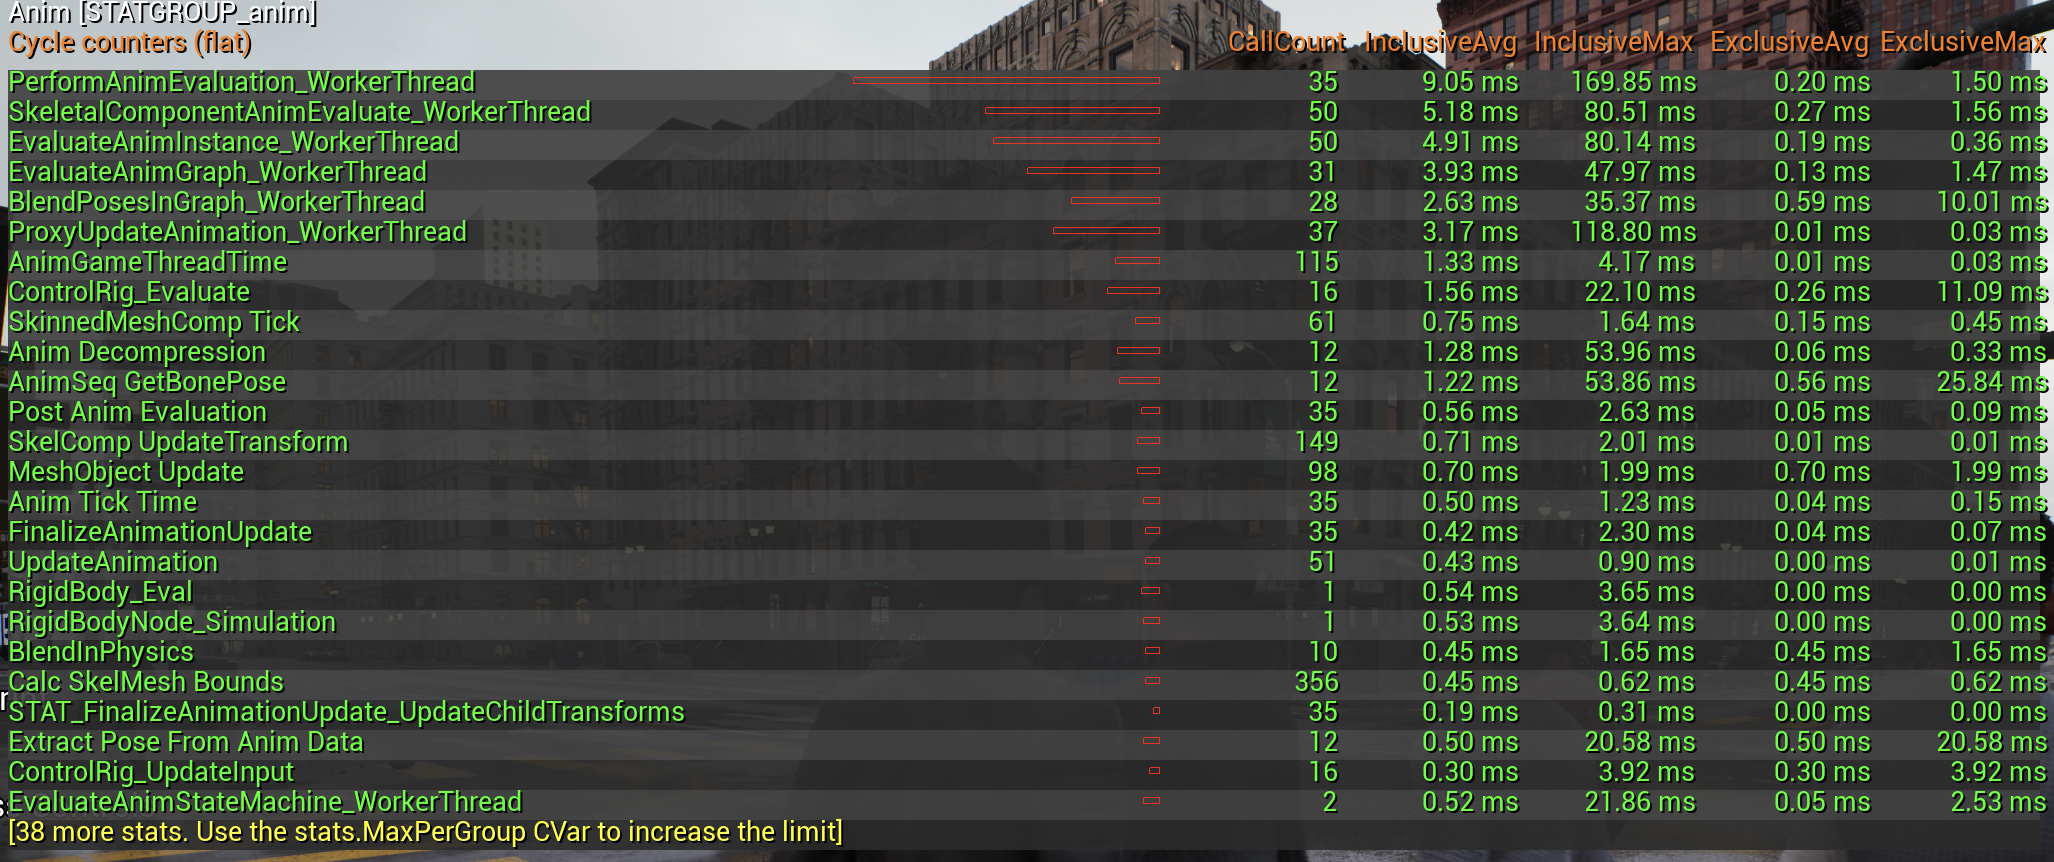 Anim [STATGROUP_anim]
Cycle counters (flat) CallCount InclusiveAvg InclusiveMax ExclusiveAvg ExclusiveMax
PerformAnimEvaluation_WorkerThread 35 9.05 ms 169.85 ms 0.20 ms 1.50 ms
SkeletalComponentAnimEvaluate_WorkerThread 50 5.18 ms 80.51 ms 0.27 ms 1.56 ms
EvaluateAnimInstance_WorkerThread 50 4.91 ms 80.14 ms 0.19 ms 0.36 ms
EvaluateAnimGraph_WorkerThread 31 3.93 ms 47.97 ms 0.13 ms 1.47 ms
BlendPosesInGraph_WorkerThread 28 2.63 ms 35.37 ms 0.59 ms 10.01 ms
ProxyUpdateAnimation_WorkerThread 37 3.17 ms 118.80 ms 0.01 ms 0.03 ms
AnimGameThreadTime 115 1.33 ms 4.17 ms 0.01 ms 0.03 ms
ControlRig_Evaluate 16 1.56 ms 22.10 ms 0.26 ms 11.09 ms
SkinnedMeshComp Tick 61 0.75 ms 1.64 ms 0.15 ms 0.45 ms
Anim Decompression 12 1.28 ms 53.96 ms 0.06 ms 0.33 ms
AnimSeq GetBonePose 12 1.22 ms 53.86 ms 0.56 ms 25.84 ms
Post Anim Evaluation 35 0.56 ms 2.63 ms 0.05 ms 0.09 ms
SkelComp UpdateTransform 149 0.71 ms 2.01 ms 0.01 ms 0.01 ms
MeshObject Update 98 0.70 ms 1.99 ms 0.70 ms 1.99 ms
Anim Tick Time 35 0.50 ms 1.23 ms 0.04 ms 0.15 ms
FinalizeAnimationUpdate 35 0.42 ms 2.30 ms 0.04 ms 0.07 ms
UpdateAnimation 51 0.43 ms 0.90 ms 0.00 ms 0.01 ms
RigidBody_Eval 1 0.54 ms 3.65 ms 0.00 ms 0.00 ms
RigidBodyNode_Simulation 1 0.53 ms 3.64 ms 0.00 ms 0.00 ms
BlendInPhysics 10 0.45 ms 1.65 ms 0.45 ms 1.65 ms
Calc SkelMesh Bounds 356 0.45 ms 0.62 ms 0.45 ms 0.62 ms
STAT_FinalizeAnimationUpdate_UpdateChildTransforms 35 0.19 ms 0.31 ms 0.00 ms 0.00 ms
Extract Pose From Anim Data 12 0.50 ms 20.58 ms 0.50 ms 20.58 ms
ControlRig_UpdateInput 16 0.30 ms 3.92 ms 0.30 ms 3.92 ms
EvaluateAnimStateMachine_WorkerThread 2 0.52 ms 21.86 ms 0.05 ms 2.53 ms
[38 more stats. Use the stats.MaxPerGroup CVar to increase the limit]